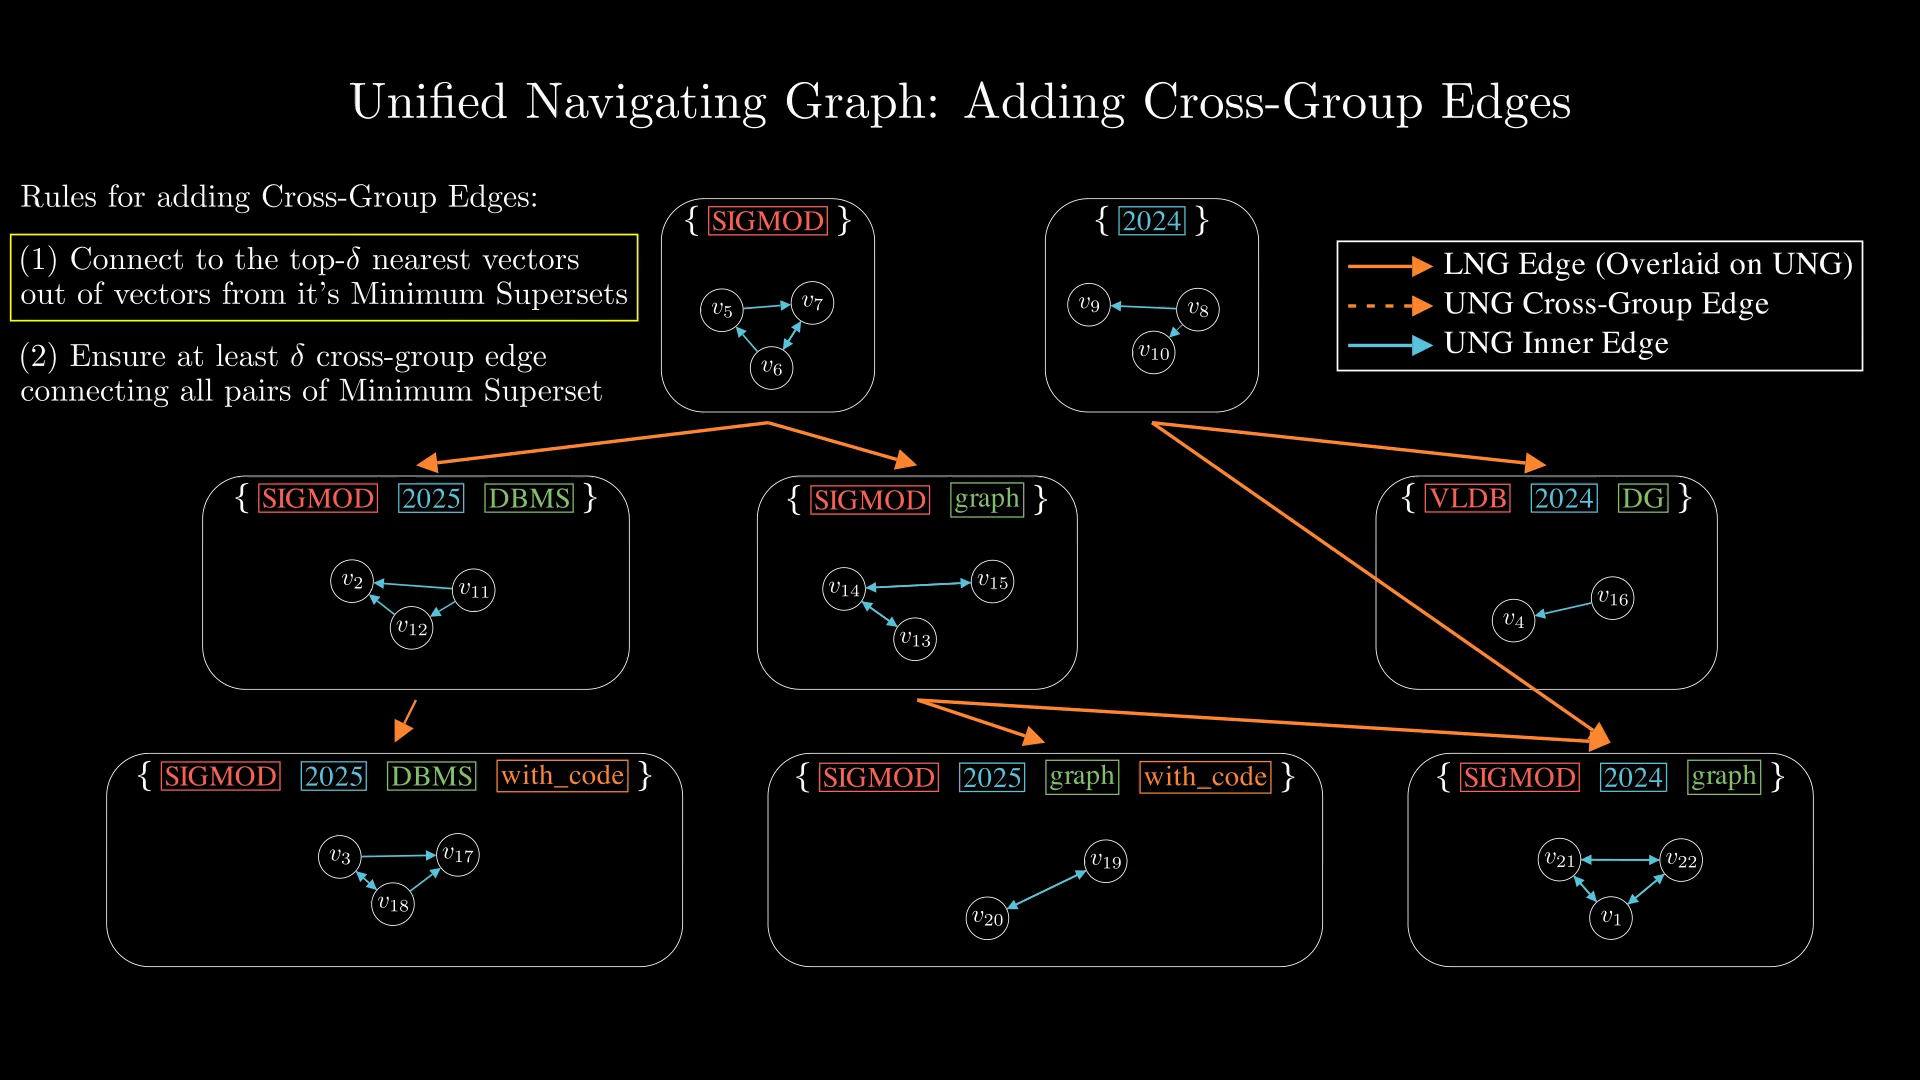 Unified Navigating Graph: Adding Cross-Group Edges
Rules for adding Cross-Group Edges:
(1) Connect to the top-δ nearest vectors
out of vectors from it's Minimum Supersets
(2) Ensure at least δ cross-group edge
connecting all pairs of Minimum Superset
{ SIGMOD }
v5 v7
v6
{ 2024 }
v9 v8
v10
LNG Edge (Overlaid on UNG)
UNG Cross-Group Edge
UNG Inner Edge
{ SIGMOD 2025 DBMS }
v2 v11
v12
{ SIGMOD graph }
v14 v15
v13
{ VLDB 2024 DG }
v16
v4
{ SIGMOD 2025 DBMS with_code }
v3 v17
v18
{ SIGMOD 2025 graph with_code }
v19
v20
{ SIGMOD 2024 graph }
v21 v22
v1